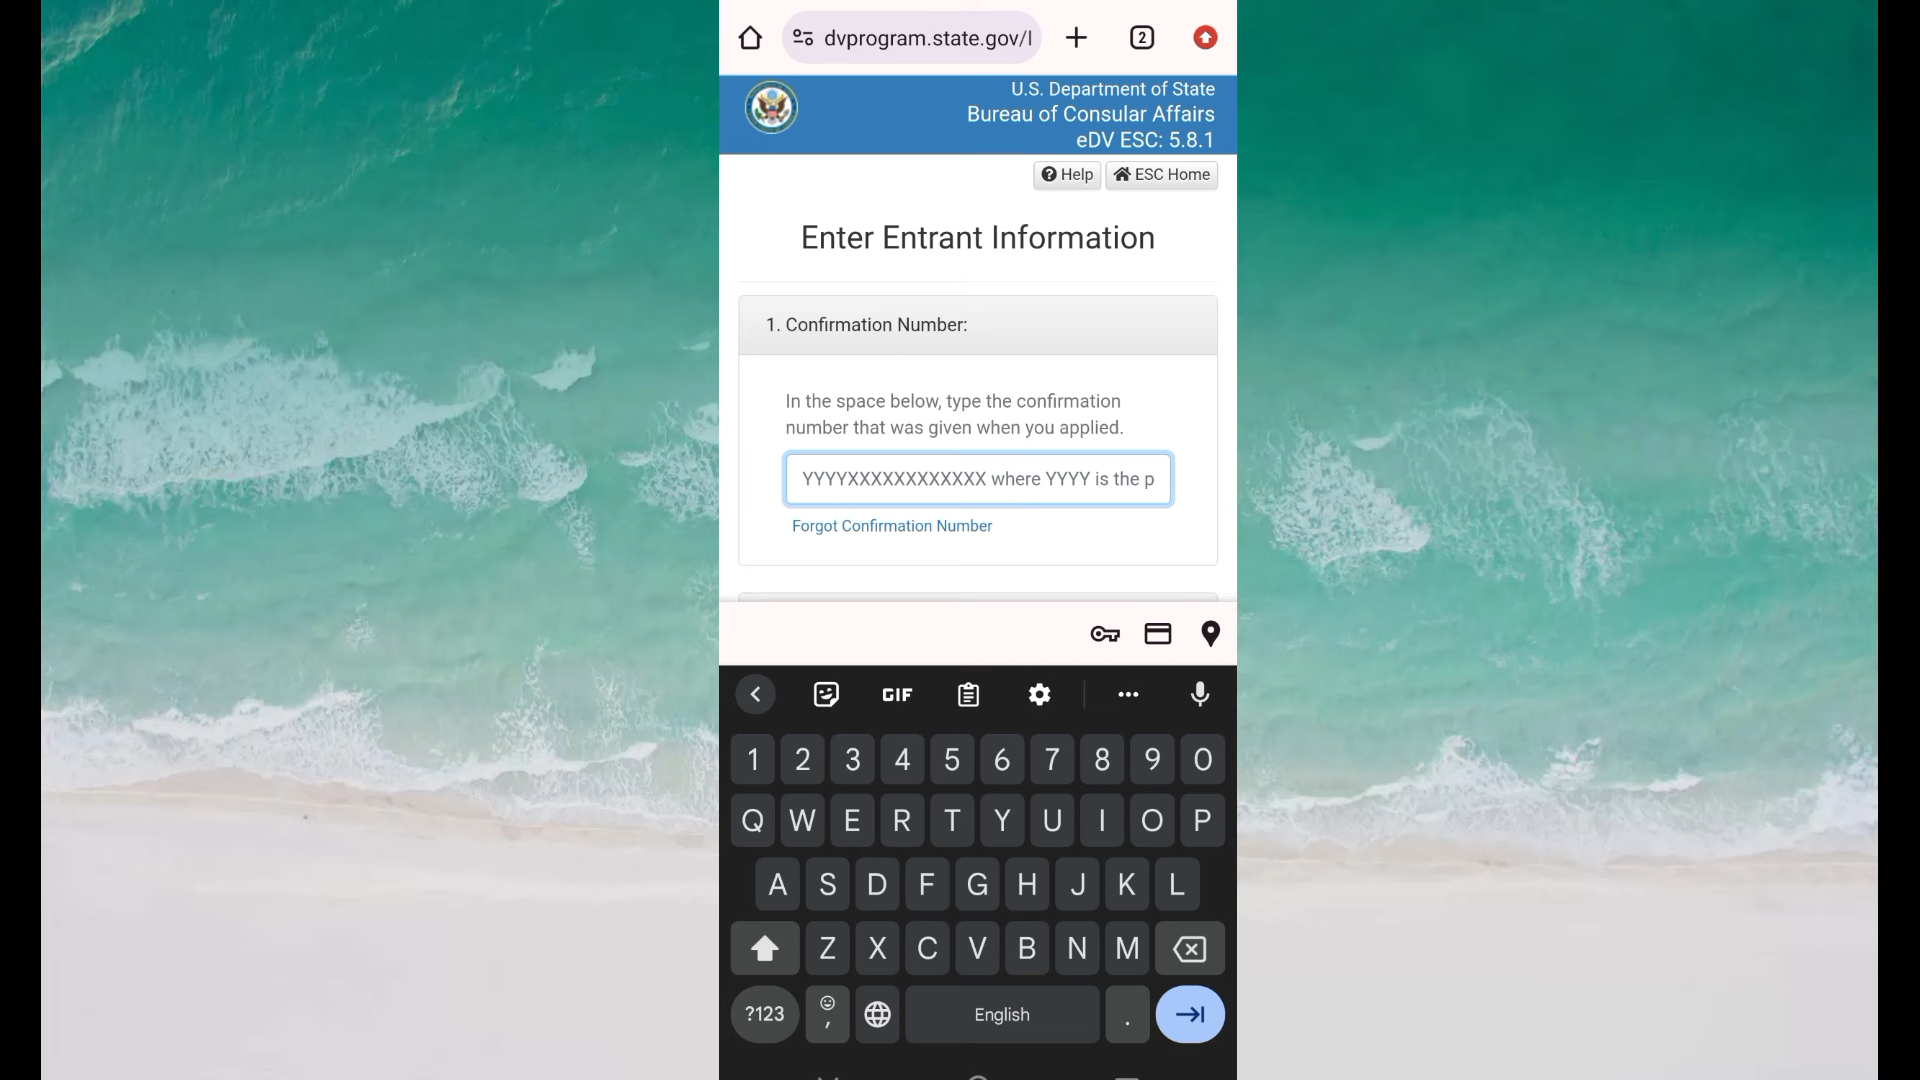 dvprogram.state.gov/l
2
U.S. Department of State
Bureau of Consular Affairs
eDV ESC: 5.8.1
Help
ESC Home
Enter Entrant Information
1. Confirmation Number:
In the space below, type the confirmation
number that was given when you applied.
YYYYXXXXXXXXXXXX where YYYY is the p
Forgot Confirmation Number
GIF
1 2 3 4 5 6 7 8 9 0
Q W E R T Y U I O P
A S D F G H J K L
Z X C V B N M
?123 , English .